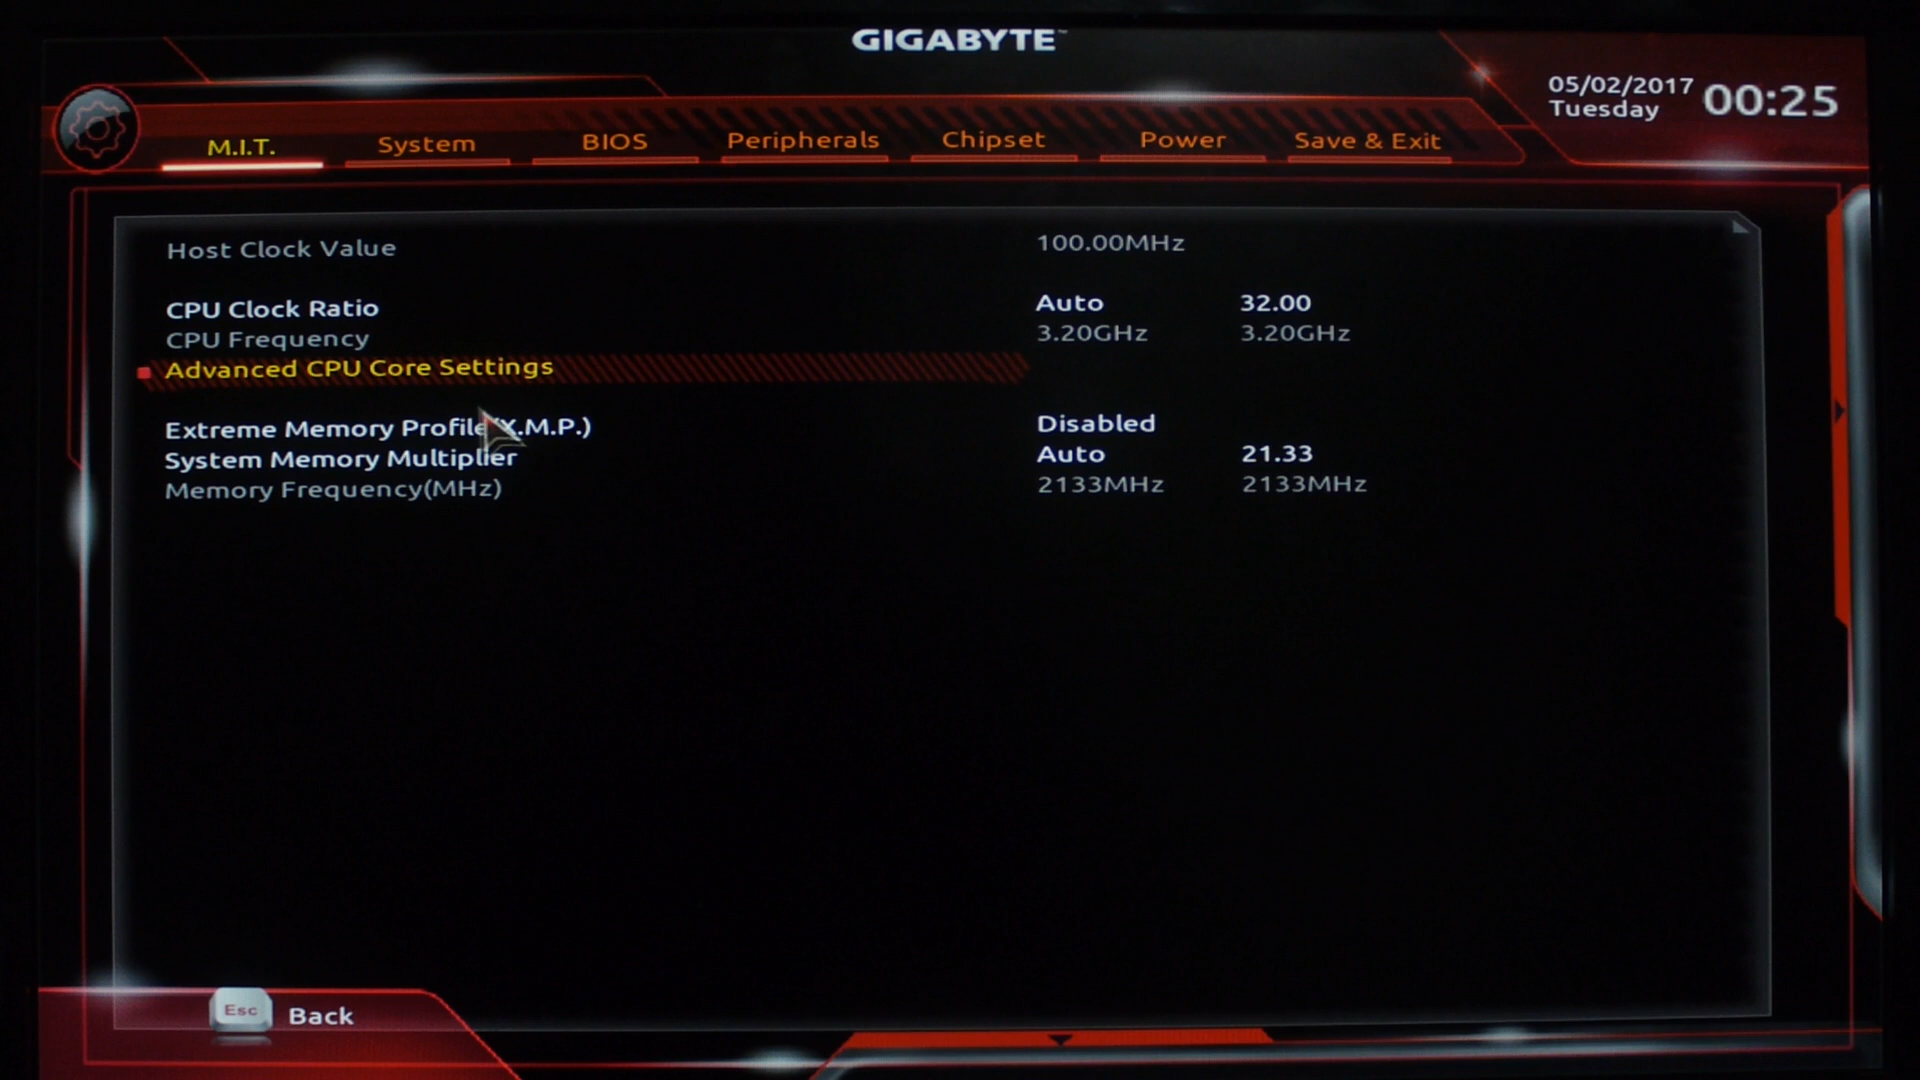 GIGABYTE
05/02/2017
Tuesday
00:25
M.I.T.
System
BIOS
Peripherals
Chipset
Power
Save & Exit
Host Clock Value 100.00MHz
CPU Clock Ratio Auto 32.00
CPU Frequency 3.20GHz 3.20GHz
Advanced CPU Core Settings
Extreme Memory Profile(X.M.P.) Disabled
System Memory Multiplier Auto 21.33
Memory Frequency(MHz) 2133MHz 2133MHz
Esc Back